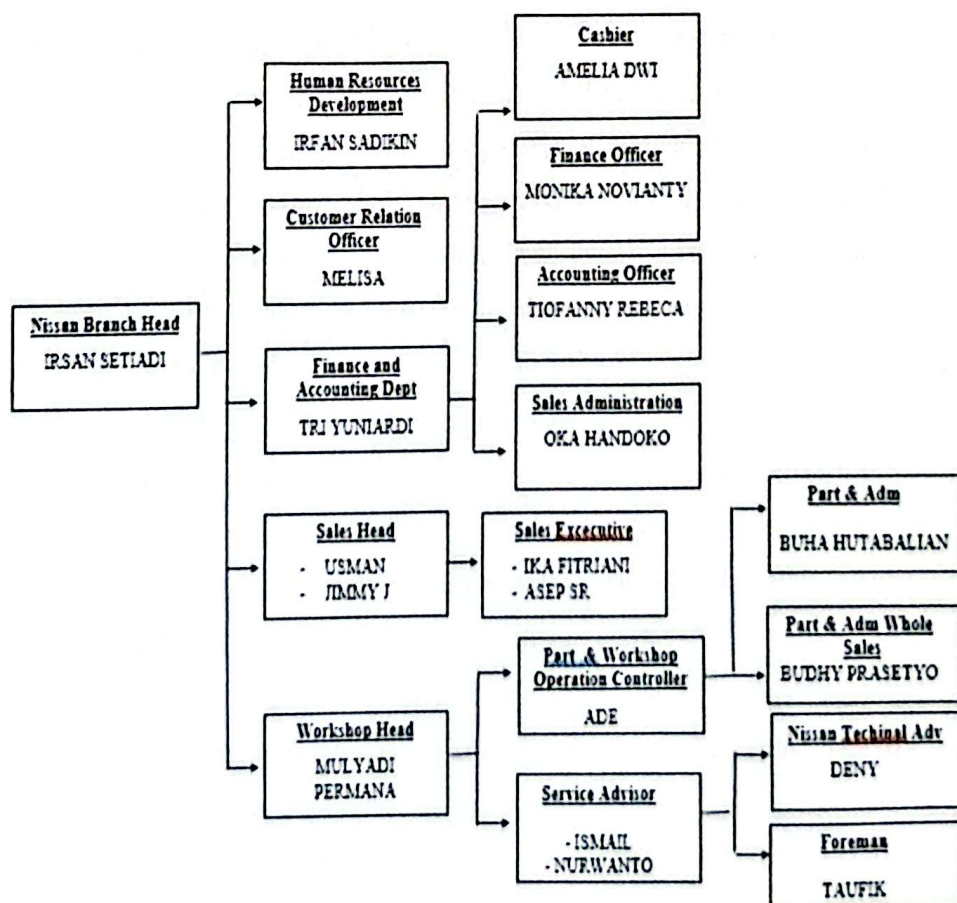 Nissan Branch Head
IRSAN SETIADI
Human Resources
Development
IRFAN SADIKIN
Customer Relation
Officer
MELISA
Finance and
Accounting Dept
TRI YUNIARDI
Cashier
AMELIA DWI
Finance Officer
MONIKA NOVIANTY
Accounting Officer
TIOFANNY REBECA
Sales Administration
OKA HANDOKO
Sales Head
- USMAN
- JIMMY J
Sales Excecutive
- IKA FITRIANI
- ASEP SR
Workshop Head
MULYADI
PERMANA
Part & Workshop
Operation Controller
ADE
Part & Adm
BUHA HUTABALIAN
Part & Adm Whole
Sales
BUDHY PRASETYO
Service Advisor
- ISMAIL
- NURWANTO
Nissan Techinal Adv
DENY
Foreman
TAUFIK